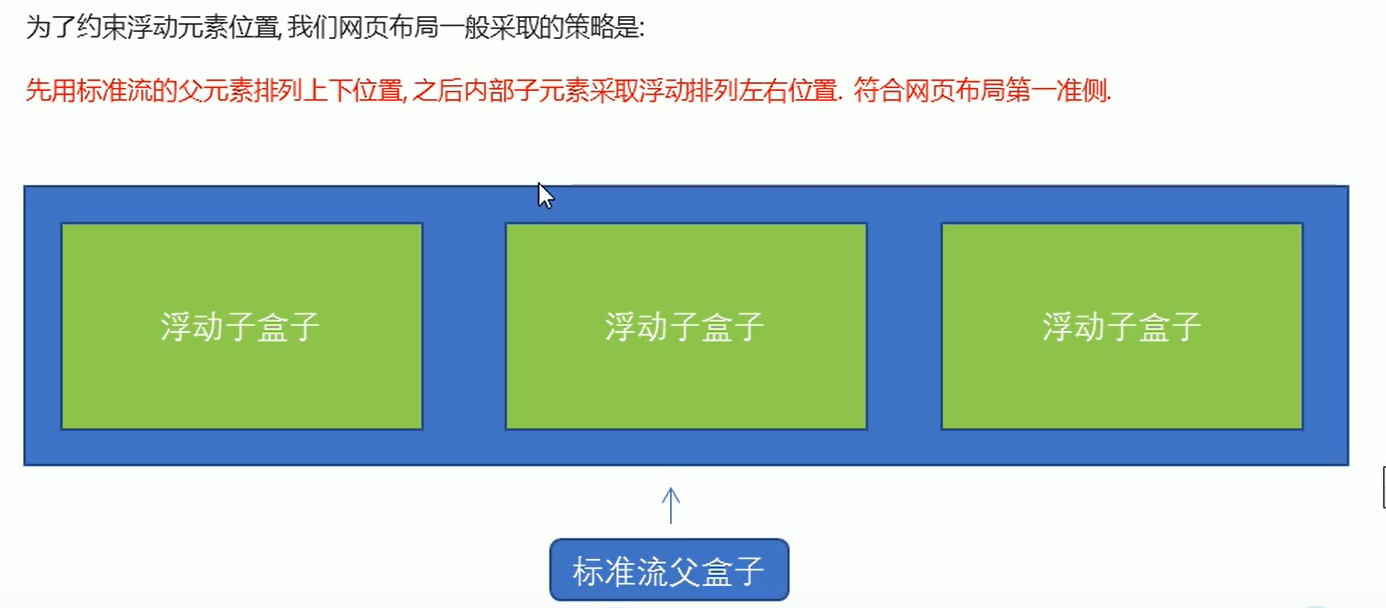 为了约束浮动元素位置, 我们网页布局一般采取的策略是:
先用标准流的父元素排列上下位置, 之后内部子元素采取浮动排列左右位置. 符合网页布局第一准侧.
浮动子盒子 浮动子盒子 浮动子盒子
标准流父盒子